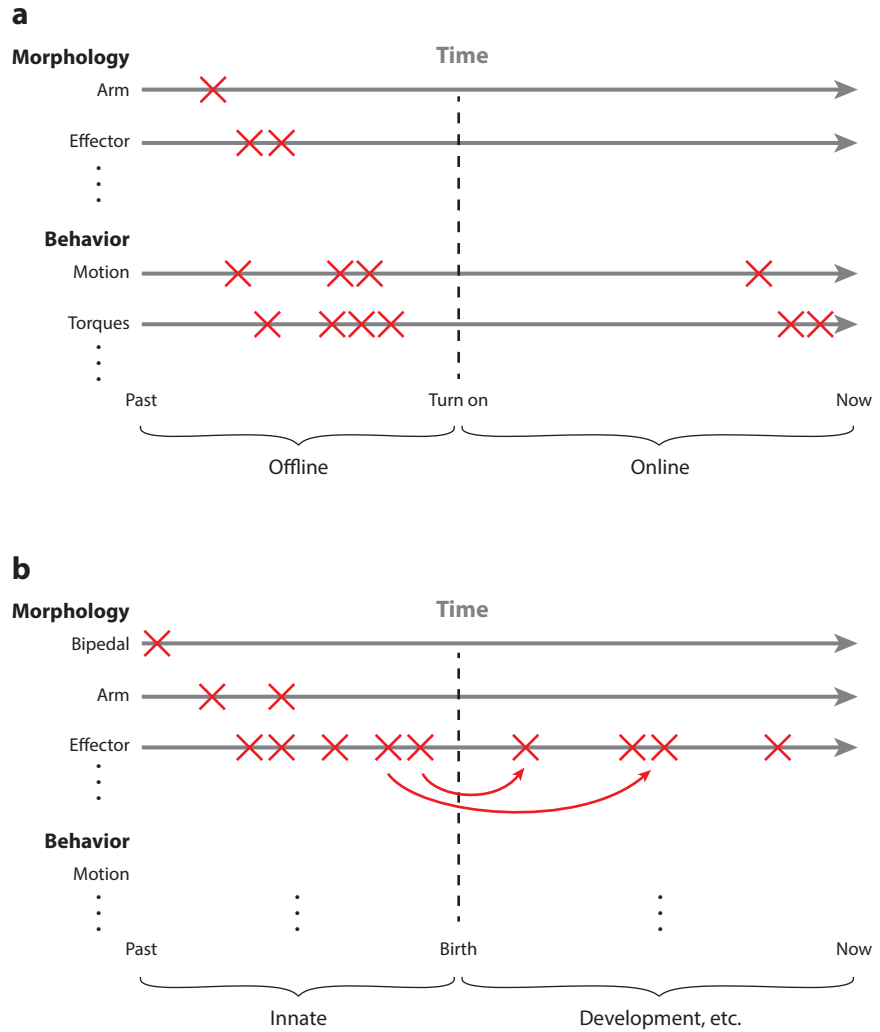 a
Morphology
Time
Arm
Effector
Behavior
Motion
Torques
Past
Turn on
Now
Offline
Online
b
Morphology
Time
Bipedal
Arm
Effector
Behavior
Motion
Past
Birth
Now
Innate
Development, etc.